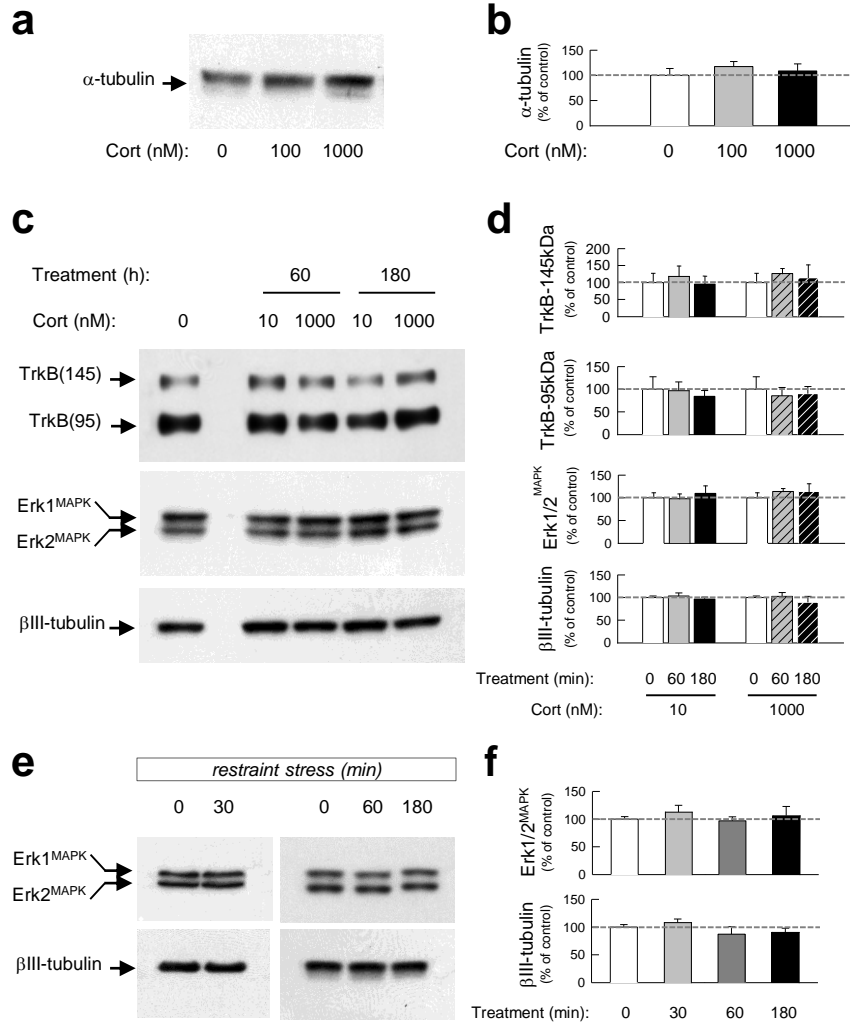 a
α-tubulin
Cort (nM): 0 100 1000
b
α-tubulin
(% of control)
150
100
50
0
Cort (nM): 0 100 1000
c
Treatment (h): 60 180
Cort (nM): 0 10 1000 10 1000
TrkB(145)
TrkB(95)
Erk1MAPK
Erk2MAPK
βIII-tubulin
d
TrkB-145kDa
(% of control)
200
150
100
50
0
TrkB-95kDa
(% of control)
150
100
50
0
Erk1/2MAPK
(% of control)
150
100
50
0
βIII-tubulin
(% of control)
150
100
50
0
Treatment (min): 0 60 180 0 60 180
Cort (nM): 10 1000
e
restraint stress (min)
0 30 0 60 180
Erk1MAPK
Erk2MAPK
βIII-tubulin
f
Erk1/2MAPK
(% of control)
150
100
50
0
βIII-tubulin
(% of control)
150
100
50
0
Treatment (min): 0 30 60 180